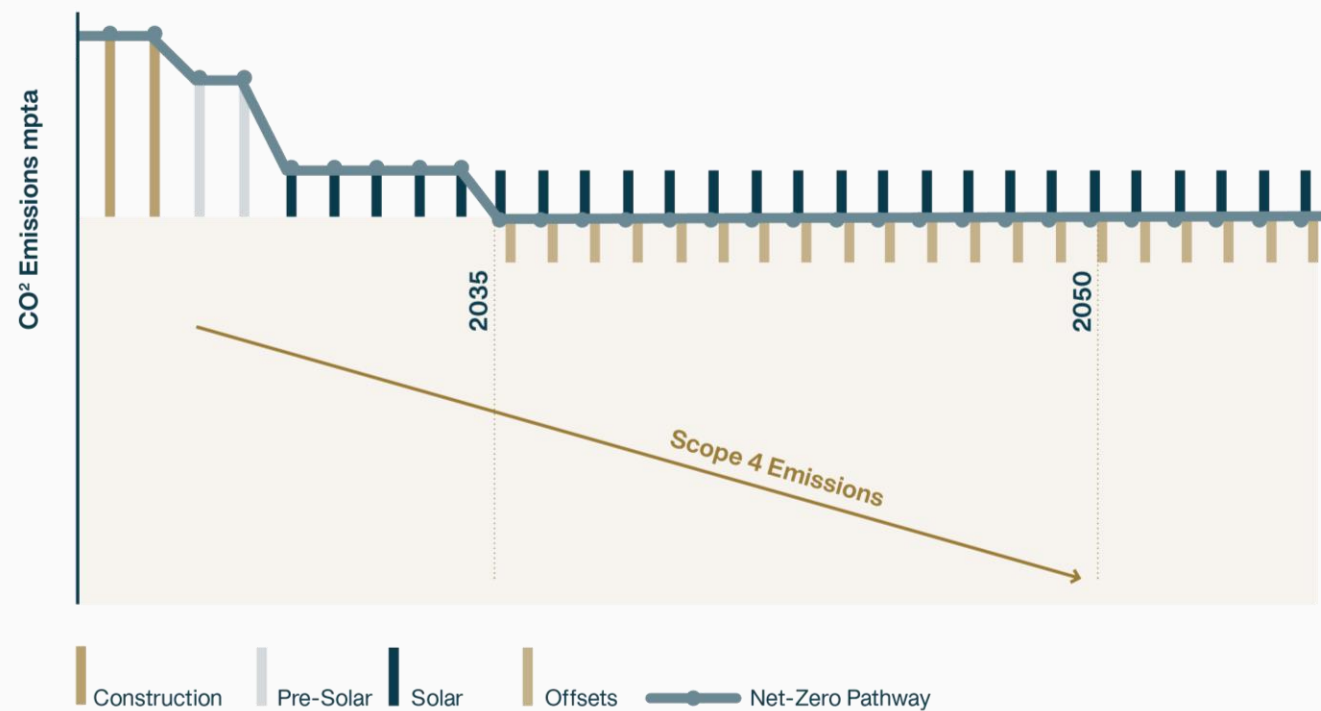 CO² Emissions mpta
2035
2050
Scope 4 Emissions
Construction
Pre-Solar
Solar
Offsets
Net-Zero Pathway